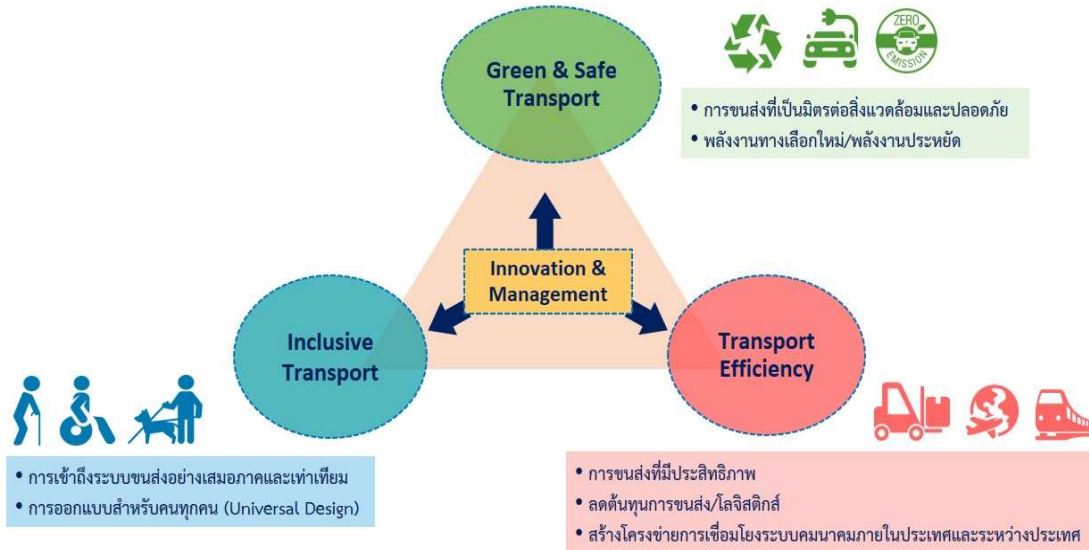 Green & Safe
Transport
ZERO
EMISSION
• การขนส่งที่เป็นมิตรต่อสิ่งแวดล้อมและปลอดภัย
• พลังงานทางเลือกใหม่/พลังงานประหยัด
Innovation &
Management
Inclusive
Transport
Transport
Efficiency
• การเข้าถึงระบบขนส่งอย่างเสมอภาคและเท่าเทียม
• การออกแบบสำหรับคนทุกคน (Universal Design)
• การขนส่งที่มีประสิทธิภาพ
• ลดต้นทุนการขนส่ง/โลจิสติกส์
• สร้างโครงข่ายการเชื่อมโยงระบบคมนาคมภายในประเทศและระหว่างประเทศ